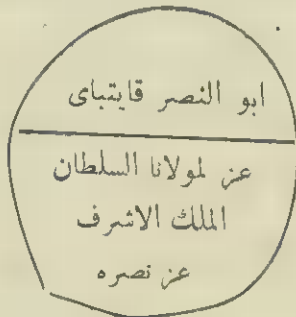 ابو النصر قايتباى
عز لمولانا السلطان
الملك الاشرف
عز نصره